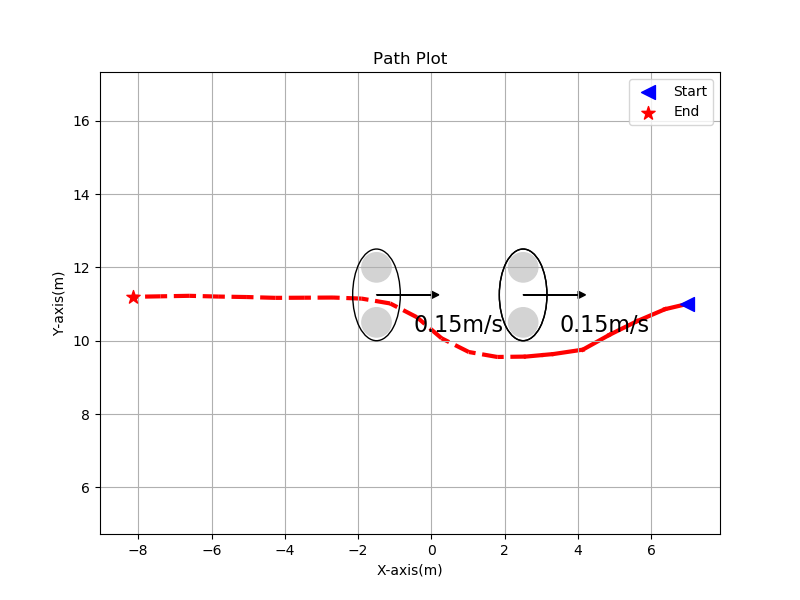 Path Plot
Start
End
16
14
12
10
8
6
0.15m/s
0.15m/s
−8
−6
−4
−2
0
2
4
6
X-axis(m)
Y-axis(m)